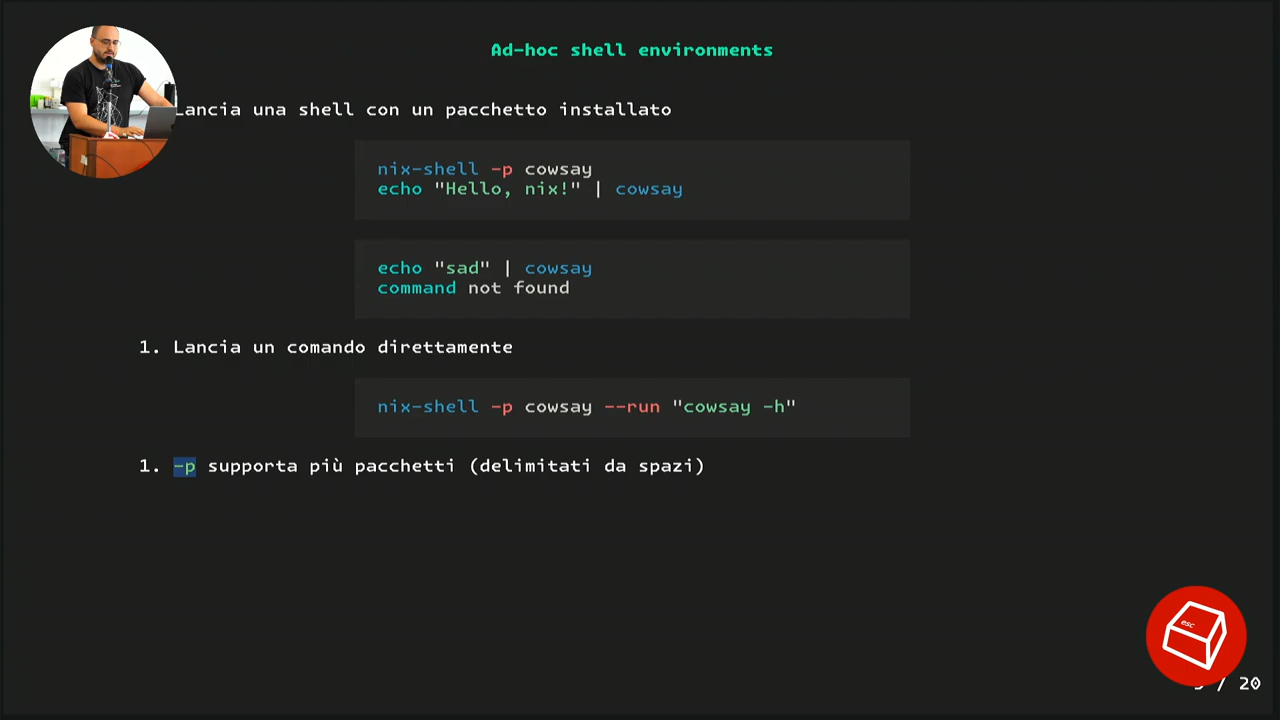 Ad-hoc shell environments
Lancia una shell con un pacchetto installato
nix-shell -p cowsay
echo "Hello, nix!" | cowsay
echo "sad" | cowsay
command not found
1. Lancia un comando direttamente
nix-shell -p cowsay --run "cowsay -h"
1. -p supporta più pacchetti (delimitati da spazi)
esc
/ 20